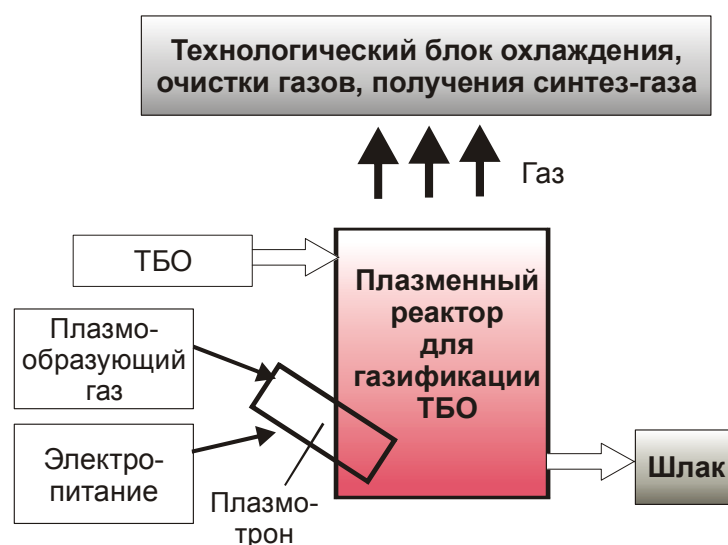 Технологический блок охлаждения,
очистки газов, получения синтез-газа
Газ
ТБО
Плазменный
реактор
для
газификации
ТБО
Плазмо-
образующий
газ
Электро-
питание
Плазмо-
трон
Шлак